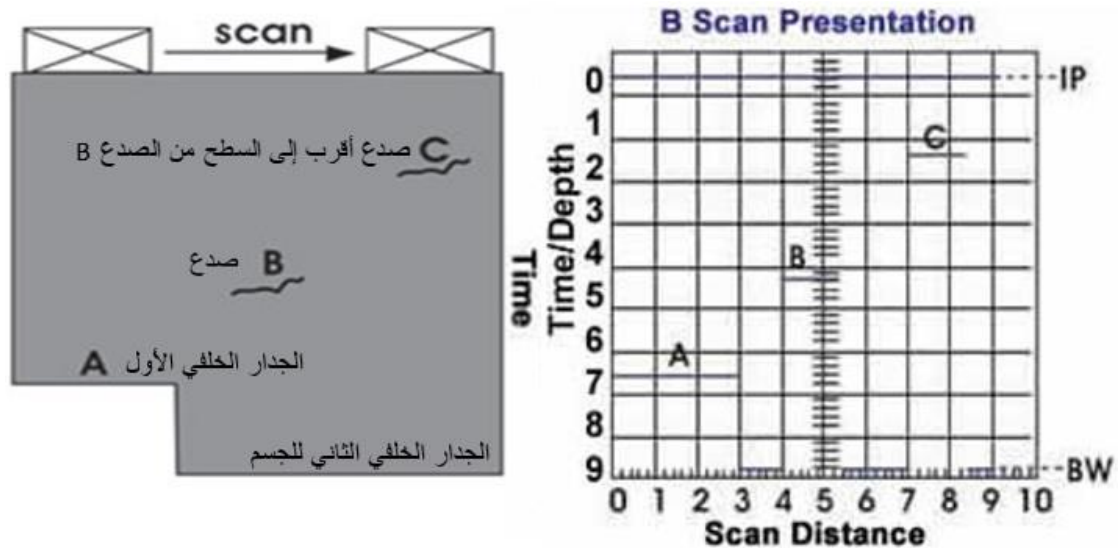 scan
C صدع أقرب إلى السطح من الصدع B
B صدع
الجدار الخلفي الأول A
الجدار الخلفي الثاني للجسم
Time
B Scan Presentation
Time/Depth
0
1
2
3
4
5
6
7
8
9
IP
C
B
A
BW
0 1 2 3 4 5 6 7 8 9 10
Scan Distance